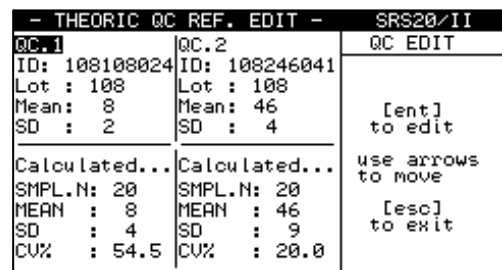 - THEORIC QC REF. EDIT -
SRS20/II
QC.1
ID: 108108024
Lot : 108
Mean: 8
SD : 2
Calculated...
SMPL.N: 20
MEAN : 8
SD : 4
CV% : 54.5
QC.2
ID: 108246041
Lot : 108
Mean: 46
SD : 4
Calculated...
SMPL.N: 20
MEAN : 46
SD : 9
CV% : 20.0
QC EDIT
[ent]
to edit
use arrows
to move
[esc]
to exit